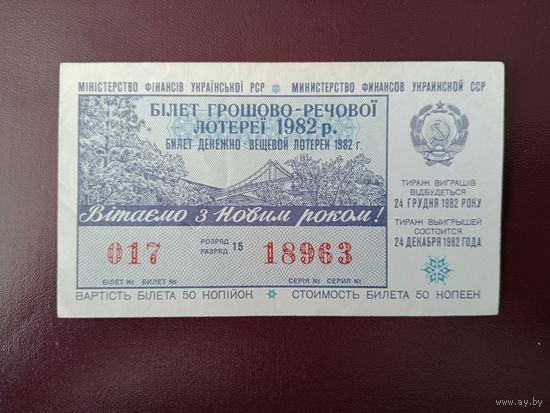 МІНІСТЕРСТВО ФІНАНСІВ УКРАЇНСЬКОЇ РСР МИНИСТЕРСТВО ФИНАНСОВ УКРАИНСКОЙ ССР
БІЛЕТ ГРОШОВО-РЕЧОВОЇ
ЛОТЕРЕЇ 1982 р.
БИЛЕТ ДЕНЕЖНО-ВЕЩЕВОЙ ЛОТЕРЕИ 1982 г.
ТИРАЖ ВИГРАШІВ
ВІДБУДЕТЬСЯ
24 ГРУДНЯ 1982 РОКУ
ТИРАЖ ВЫИГРЫШЕЙ
СОСТОИТСЯ
24 ДЕКАБРЯ 1982 ГОДА
Вітаємо з Новим роком!
017 РОЗРЯД РАЗРЯД 15 18963
БІЛЕТ № БИЛЕТ № СЕРІЯ № СЕРИЯ №
ВАРТІСТЬ БІЛЕТА 50 КОПІЙОК СТОИМОСТЬ БИЛЕТА 50 КОПЕЕК
www.ay.by